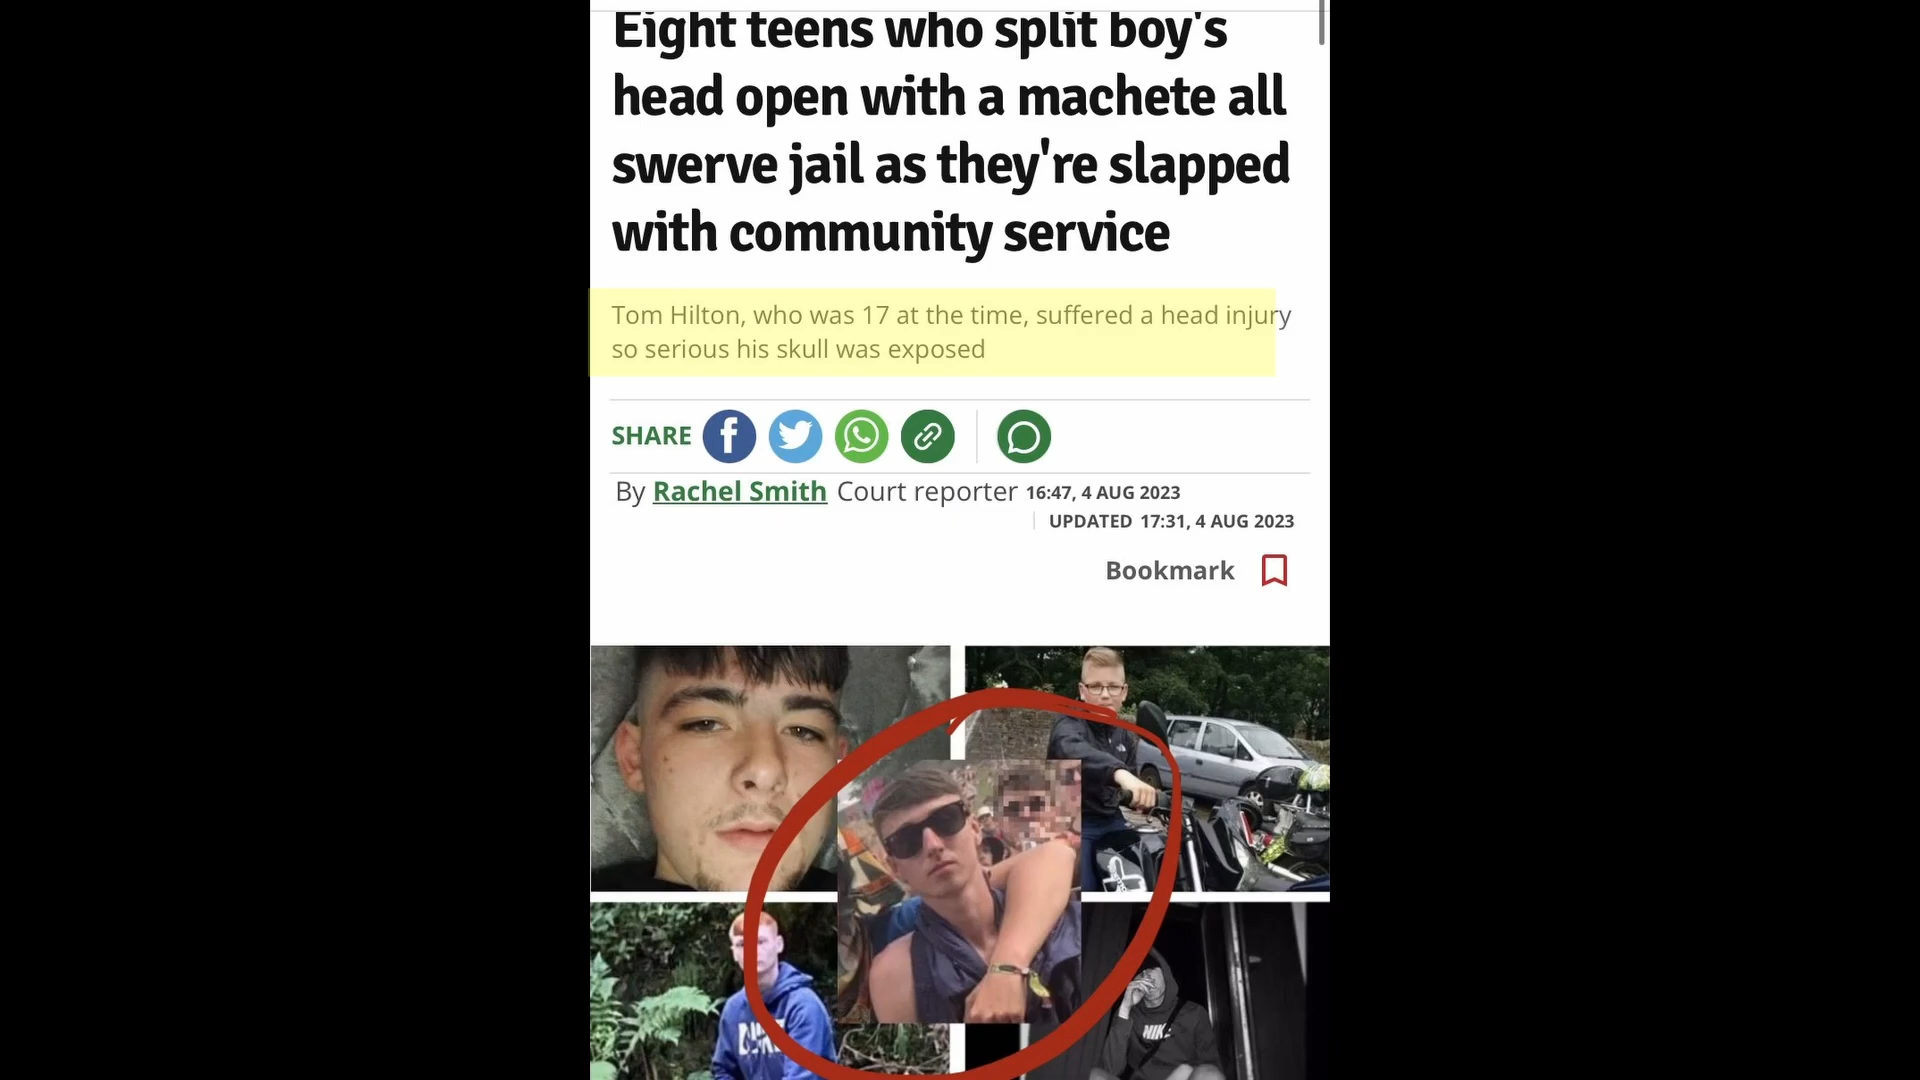 Eight teens who split boy's
head open with a machete all
swerve jail as they're slapped
with community service
Tom Hilton, who was 17 at the time, suffered a head injury
so serious his skull was exposed
SHARE
By Rachel Smith Court reporter 16:47, 4 AUG 2023
UPDATED 17:31, 4 AUG 2023
Bookmark
NIKE